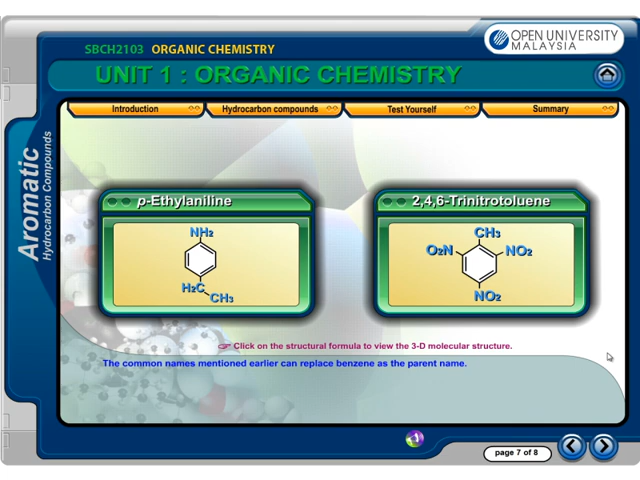 OPEN UNIVERSITY
MALAYSIA
SBCH2103 ORGANIC CHEMISTRY
UNIT 1 : ORGANIC CHEMISTRY
Introduction
Hydrocarbon compounds
Test Yourself
Summary
Aromatic
Hydrocarbon Compounds
p-Ethylaniline
NH2
H2C
CH3
2,4,6-Trinitrotoluene
CH3
O2N
NO2
NO2
Click on the structural formula to view the 3-D molecular structure.
The common names mentioned earlier can replace benzene as the parent name.
page 7 of 8